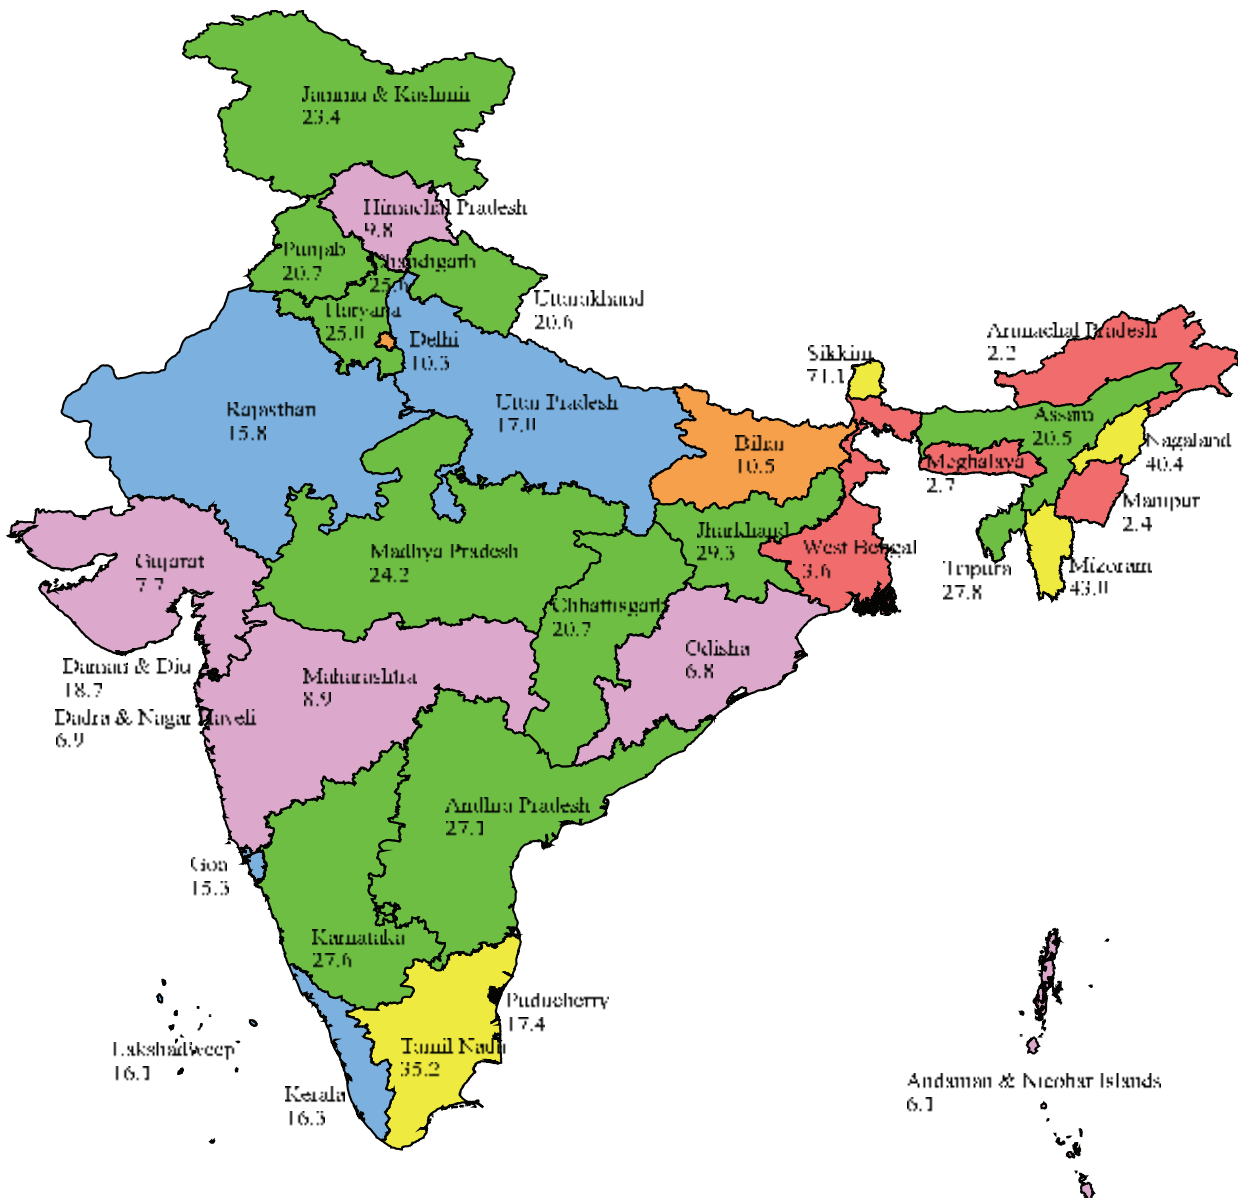 Jammu & Kashmir
23.4
Himachal Pradesh
9.8
Punjab
20.7
Chandigarh
25.6
Uttarakhand
20.6
Haryana
25.0
Delhi
10.3
Arunachal Pradesh
2.2
Sikkim
71.1
Rajasthan
15.8
Uttar Pradesh
17.0
Assam
20.5
Nagaland
40.4
Bihar
10.5
Meghalaya
2.7
Manipur
2.4
Jharkhand
29.3
West Bengal
3.6
Madhya Pradesh
24.2
Gujarat
7.7
Tripura
27.8
Mizoram
43.0
Chhattisgarh
20.7
Odisha
6.8
Daman & Diu
18.7
Maharashtra
8.9
Dadra & Nagar Haveli
6.9
Andhra Pradesh
27.1
Goa
15.3
Karnataka
27.6
Puducherry
17.4
Lakshadweep
16.1
Tamil Nadu
35.2
Kerala
16.3
Andaman & Nicobar Islands
6.1